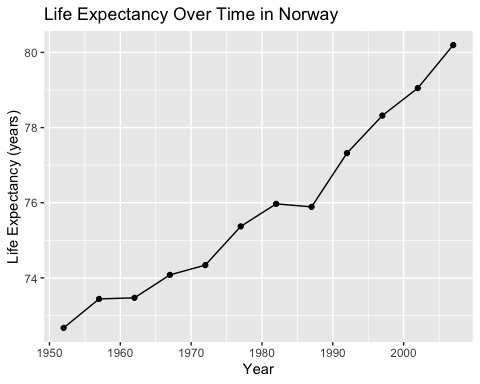 Life Expectancy Over Time in Norway
Life Expectancy (years)
80
78
76
74
1950 1960 1970 1980 1990 2000
Year